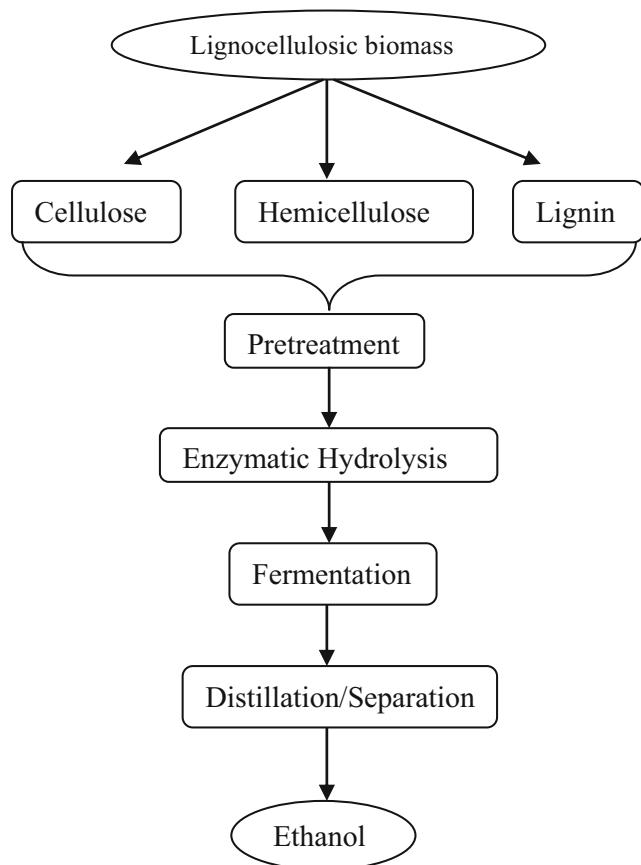 Lignocellulosic biomass
Cellulose
Hemicellulose
Lignin
Pretreatment
Enzymatic Hydrolysis
Fermentation
Distillation/Separation
Ethanol